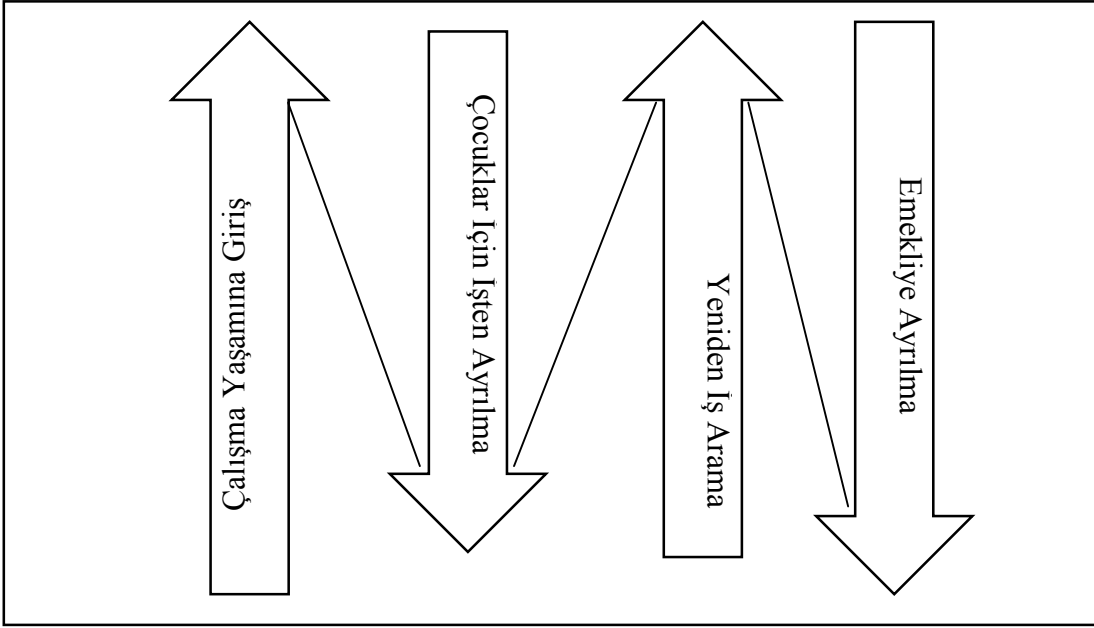 Çalışma Yaşamına Giriş
Çocuklar İçin İşten Ayrılma
Yeniden İş Arama
Emekliye Ayrılma